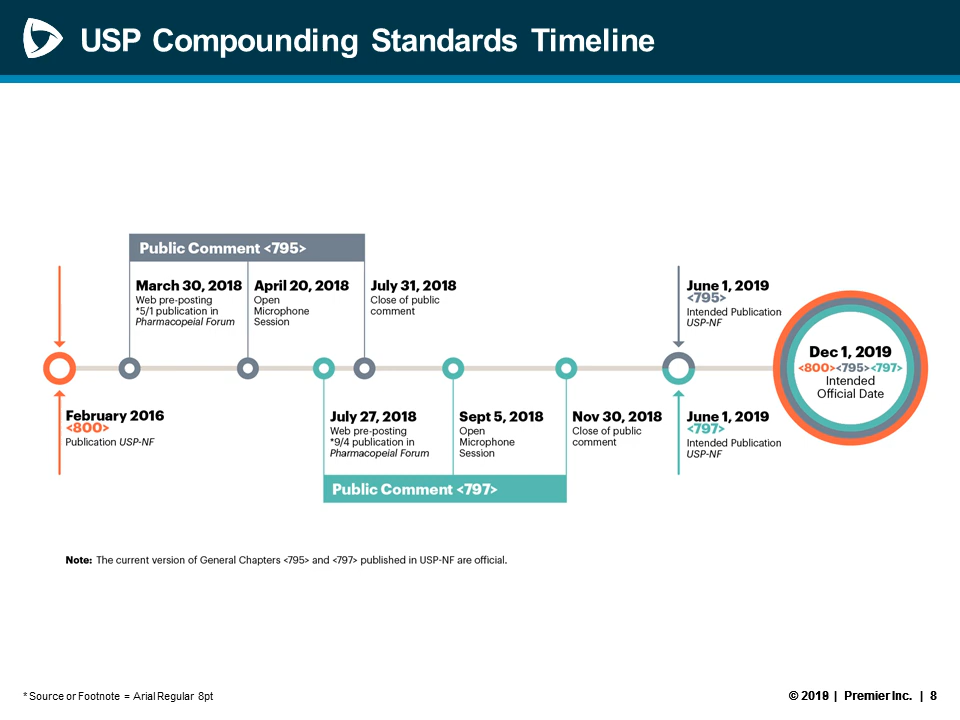 USP Compounding Standards Timeline
Public Comment <795>
March 30, 2018
Web pre-posting
*5/1 publication in
Pharmacopeial Forum
April 20, 2018
Open
Microphone
Session
July 31, 2018
Close of public
comment
June 1, 2019
<795>
Intended Publication
USP-NF
Dec 1, 2019
<800><795><797>
Intended
Official Date
February 2016
<800>
Publication USP-NF
July 27, 2018
Web pre-posting
*9/4 publication in
Pharmacopeial Forum
Sept 5, 2018
Open
Microphone
Session
Nov 30, 2018
Close of public
comment
June 1, 2019
<797>
Intended Publication
USP-NF
Public Comment <797>
Note: The current version of General Chapters <795> and <797> published in USP-NF are official.
* Source or Footnote = Arial Regular 8pt
© 2019 | Premier Inc. | 8